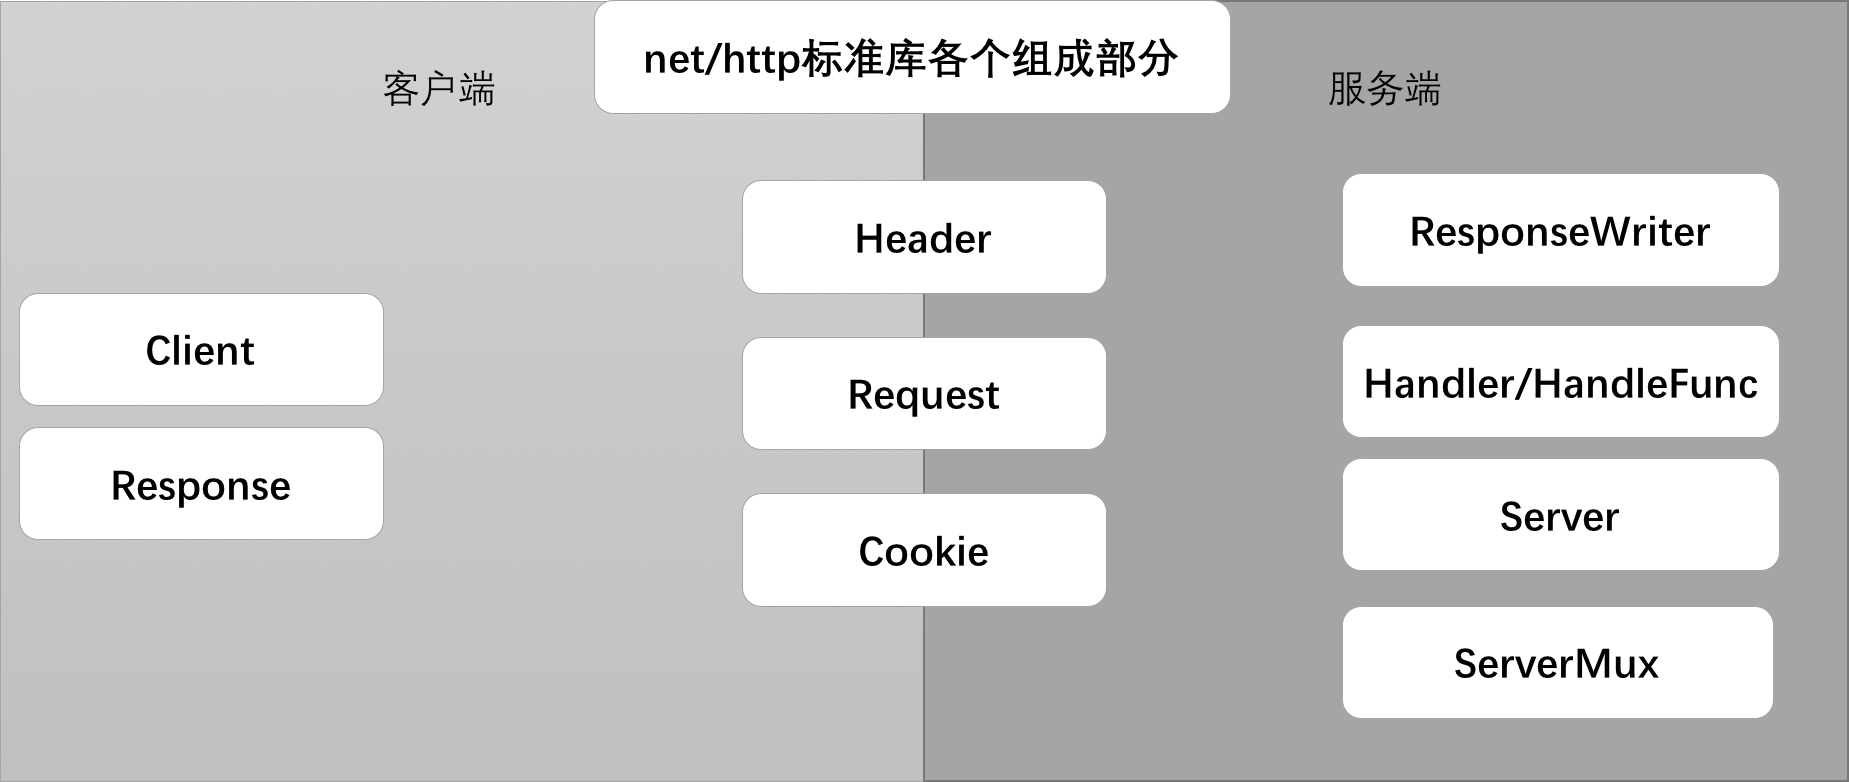 net/http标准库各个组成部分
客户端
服务端
Client
Response
Header
Request
Cookie
ResponseWriter
Handler/HandleFunc
Server
ServerMux